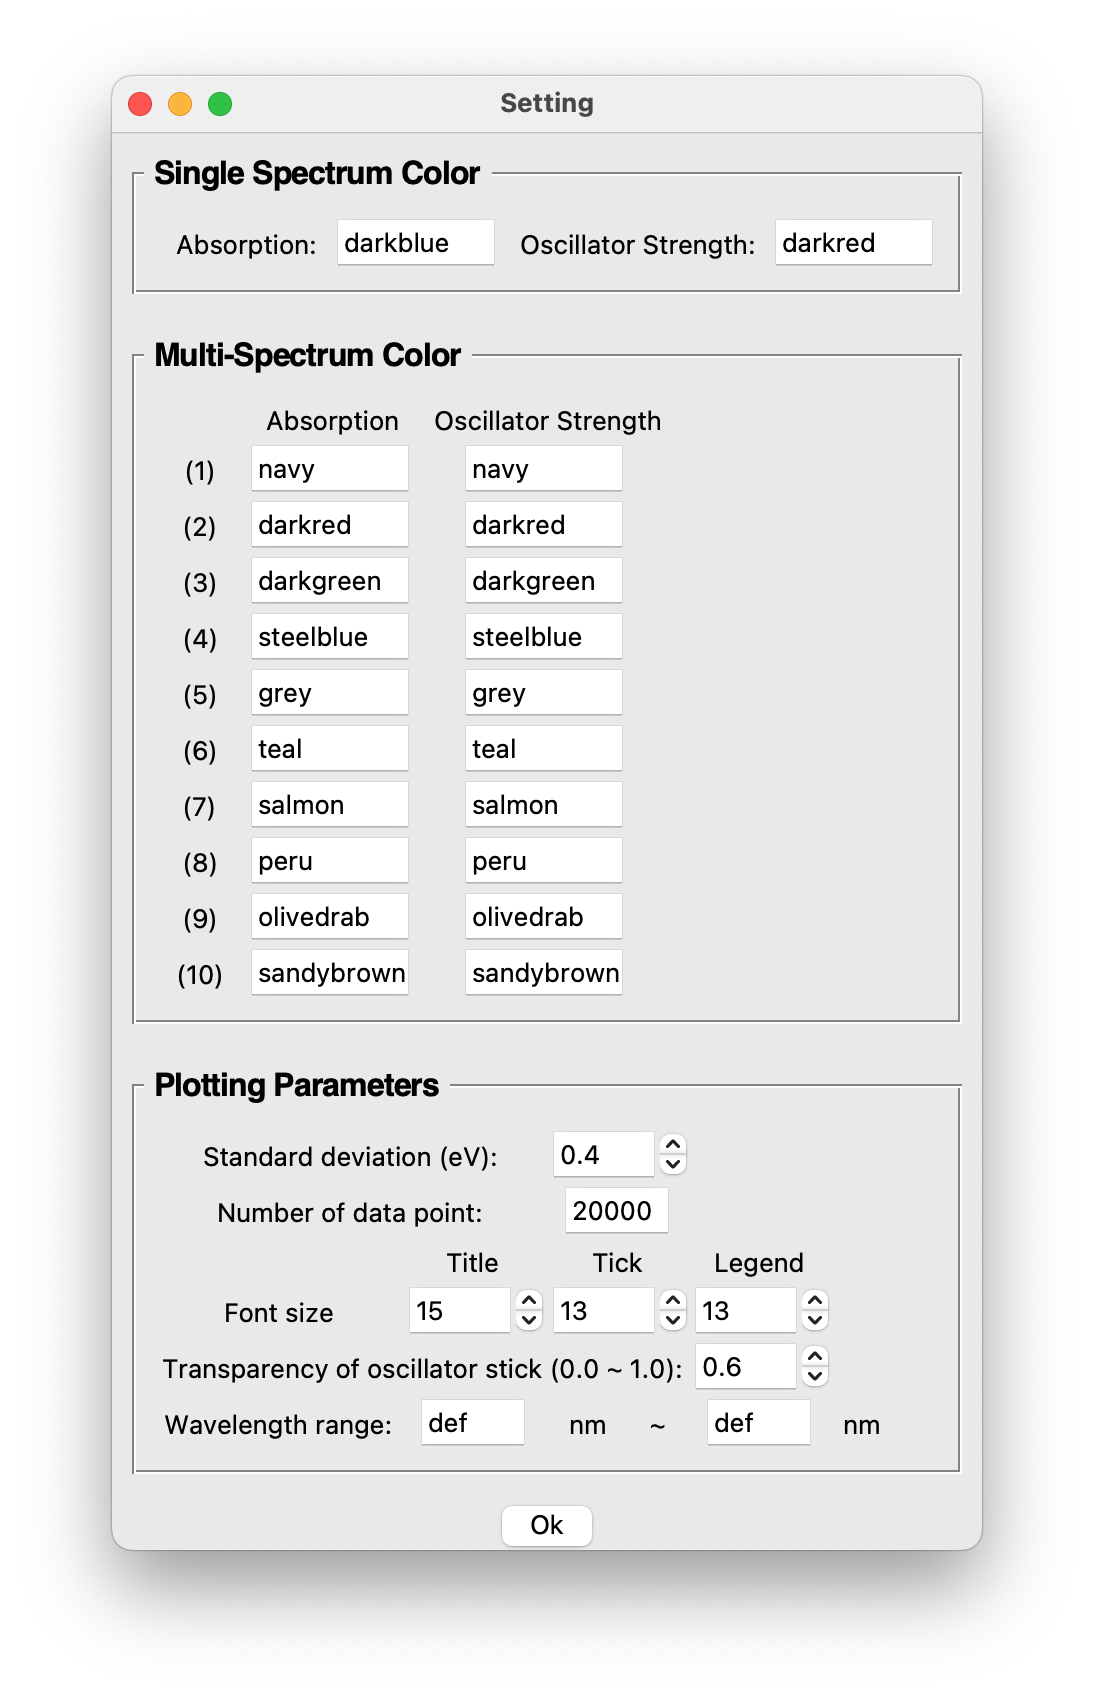 Setting
Single Spectrum Color
Absorption: darkblue Oscillator Strength: darkred
Multi-Spectrum Color
Absorption Oscillator Strength
(1) navy navy
(2) darkred darkred
(3) darkgreen darkgreen
(4) steelblue steelblue
(5) grey grey
(6) teal teal
(7) salmon salmon
(8) peru peru
(9) olivedrab olivedrab
(10) sandybrown sandybrown
Plotting Parameters
Standard deviation (eV): 0.4
Number of data point: 20000
Title Tick Legend
Font size 15 13 13
Transparency of oscillator stick (0.0 ~ 1.0): 0.6
Wavelength range: def nm ~ def nm
Ok